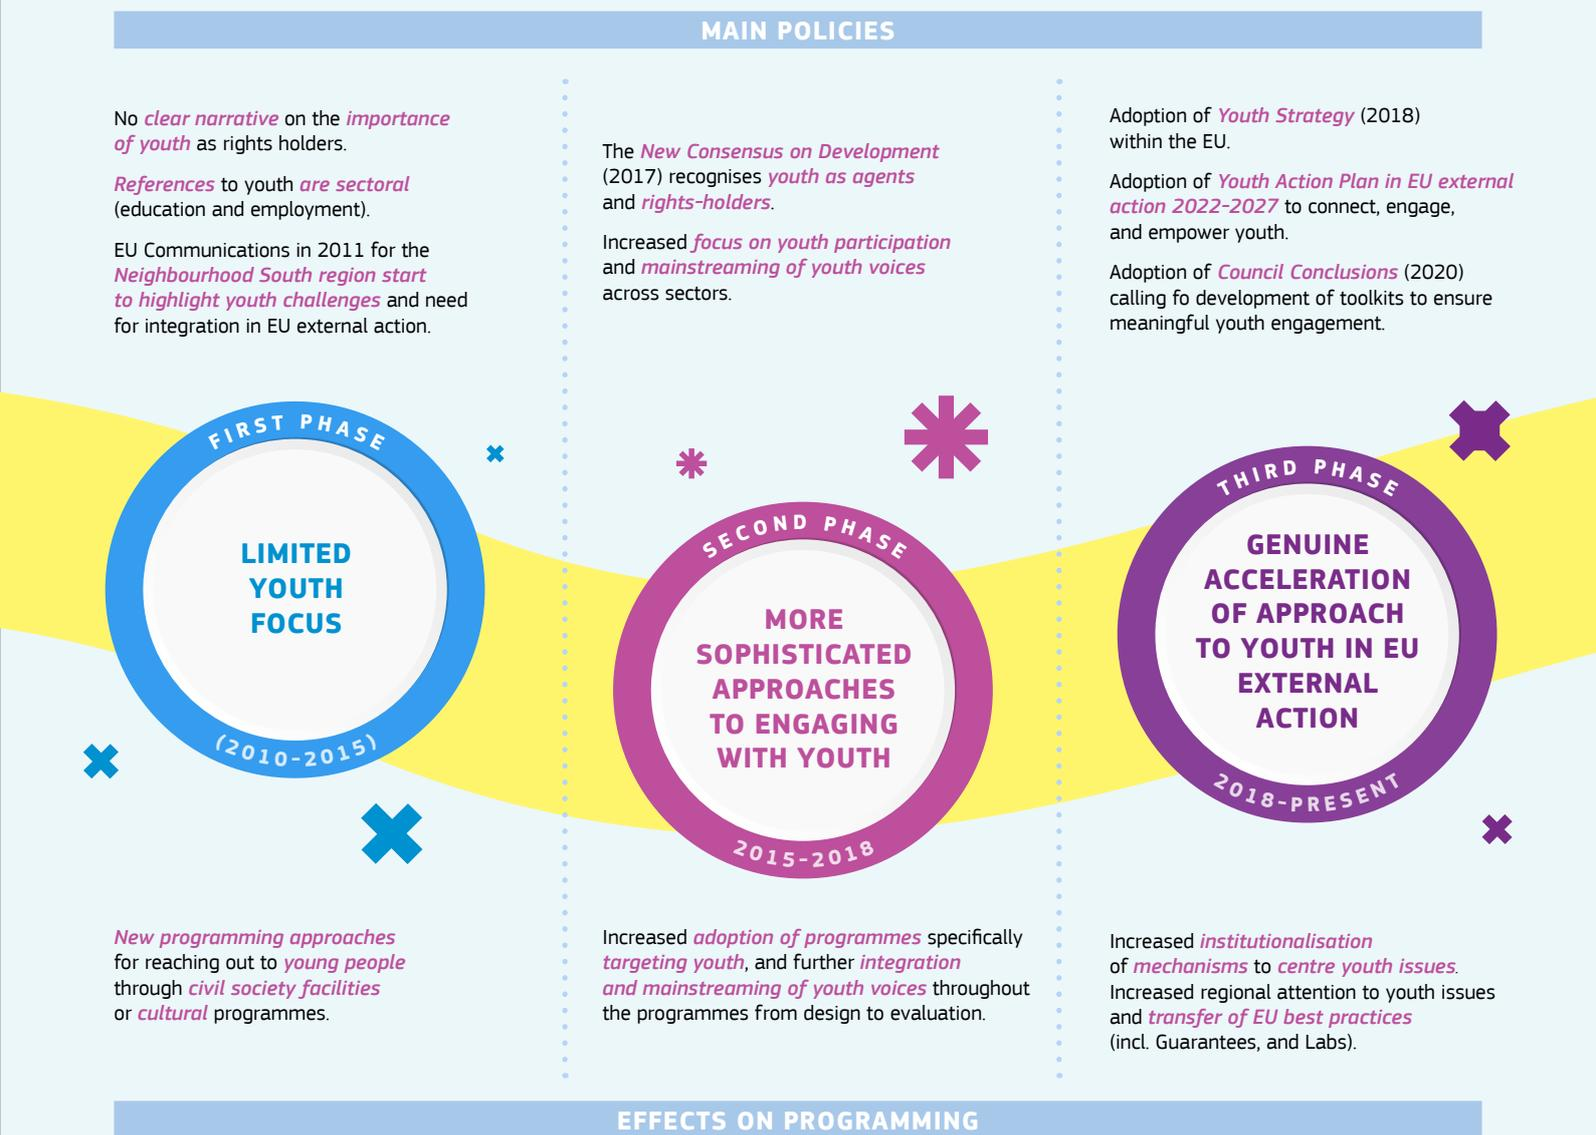 MAIN POLICIES
No clear narrative on the importance
of youth as rights holders.
References to youth are sectoral
(education and employment).
EU Communications in 2011 for the
Neighbourhood South region start
to highlight youth challenges and need
for integration in EU external action.
The New Consensus on Development
(2017) recognises youth as agents
and rights-holders.
Increased focus on youth participation
and mainstreaming of youth voices
across sectors.
Adoption of Youth Strategy (2018)
within the EU.
Adoption of Youth Action Plan in EU external
action 2022-2027 to connect, engage,
and empower youth.
Adoption of Council Conclusions (2020)
calling fo development of toolkits to ensure
meaningful youth engagement.
FIRST PHASE
LIMITED
YOUTH
FOCUS
(2010-2015)
SECOND PHASE
MORE
SOPHISTICATED
APPROACHES
TO ENGAGING
WITH YOUTH
2015-2018
THIRD PHASE
GENUINE
ACCELERATION
OF APPROACH
TO YOUTH IN EU
EXTERNAL
ACTION
2018-PRESENT
New programming approaches
for reaching out to young people
through civil society facilities
or cultural programmes.
Increased adoption of programmes specifically
targeting youth, and further integration
and mainstreaming of youth voices throughout
the programmes from design to evaluation.
Increased institutionalisation
of mechanisms to centre youth issues.
Increased regional attention to youth issues
and transfer of EU best practices
(incl. Guarantees, and Labs).
EFFECTS ON PROGRAMMING